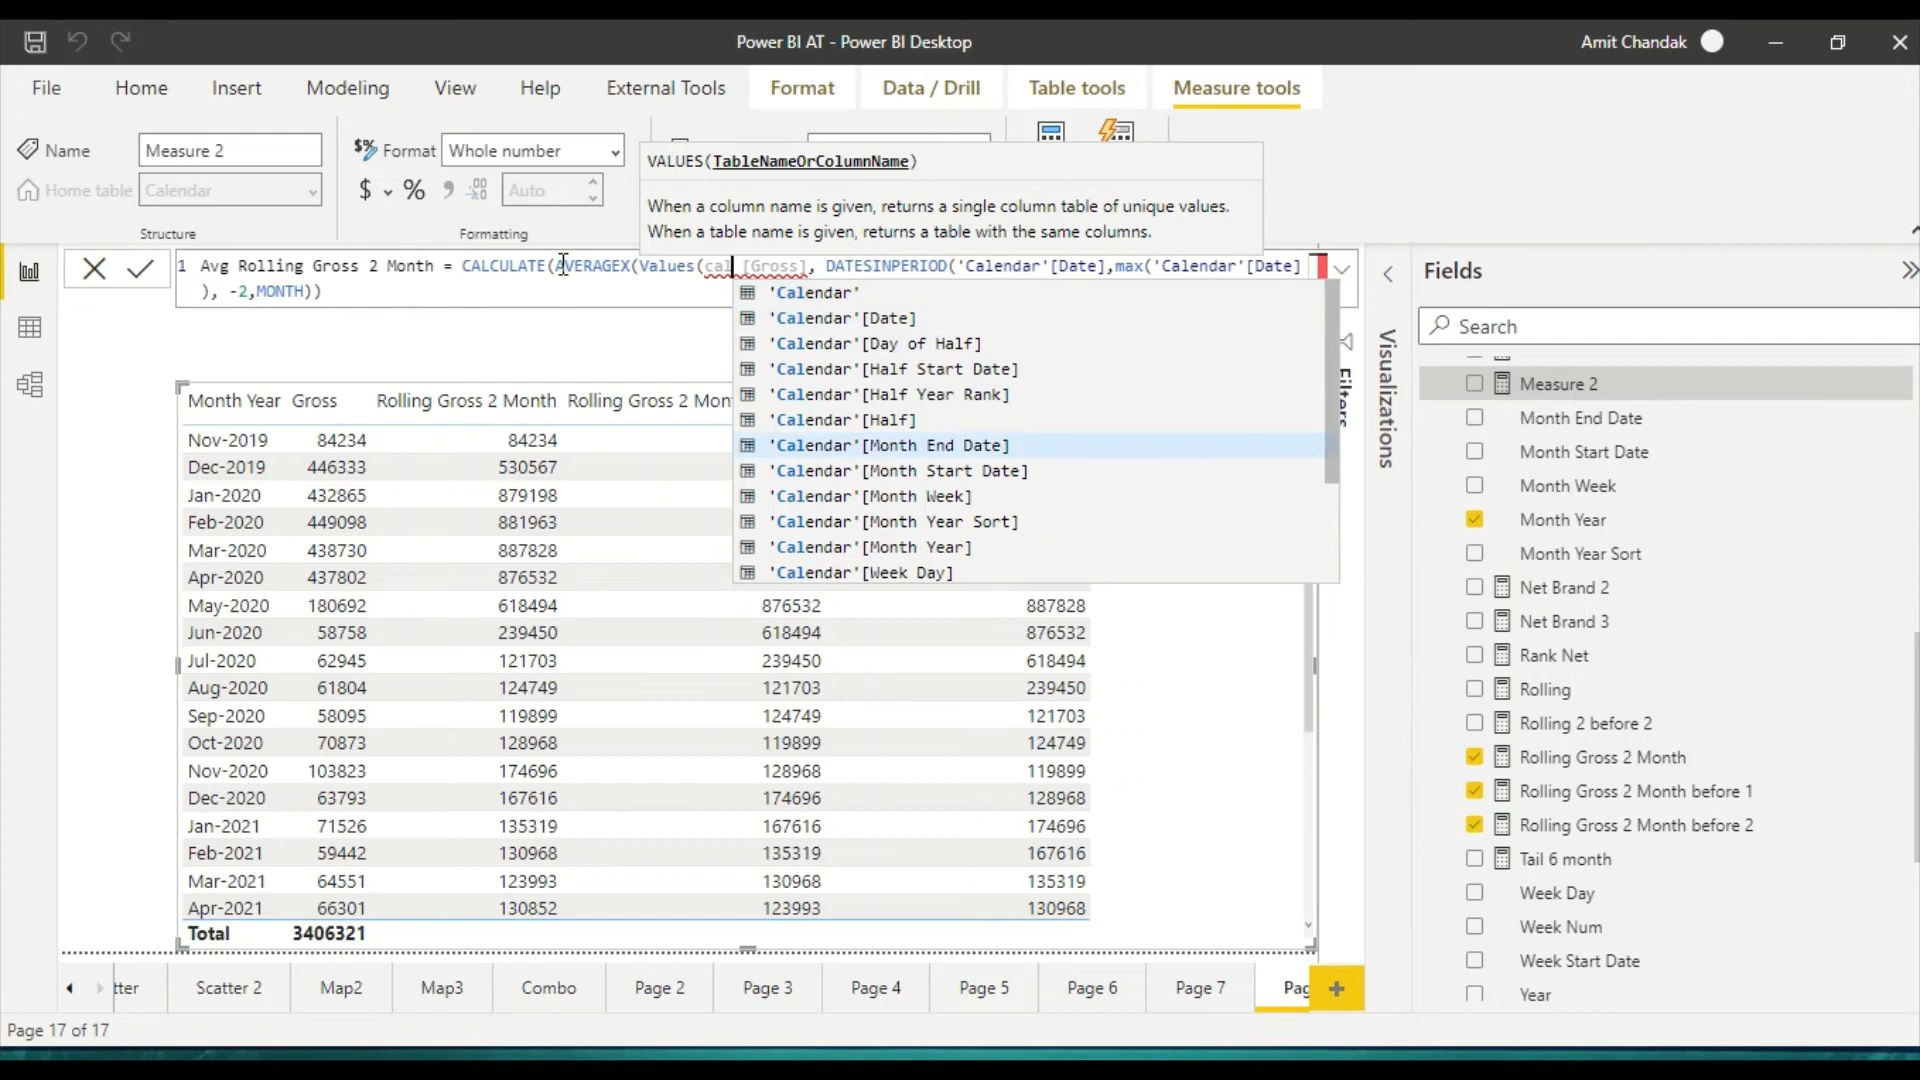 Power BI AT - Power BI Desktop
Amit Chandak
File
Home
Insert
Modeling
View
Help
External Tools
Format
Data / Drill
Table tools
Measure tools
Name
Measure 2
Format
Whole number
Home table
Calendar
$
%
Auto
Structure
Formatting
VALUES(TableNameOrColumnName)
When a column name is given, returns a single column table of unique values.
When a table name is given, returns a table with the same columns.
1 Avg Rolling Gross 2 Month = CALCULATE(AVERAGEX(Values(cal [Gross], DATESINPERIOD('Calendar'[Date],max('Calendar'[Date]
), -2,MONTH))
'Calendar'
'Calendar'[Date]
'Calendar'[Day of Half]
'Calendar'[Half Start Date]
'Calendar'[Half Year Rank]
'Calendar'[Half]
'Calendar'[Month End Date]
'Calendar'[Month Start Date]
'Calendar'[Month Week]
'Calendar'[Month Year Sort]
'Calendar'[Month Year]
'Calendar'[Week Day]
Month Year Gross Rolling Gross 2 Month Rolling Gross 2 Mon
Nov-2019 84234 84234
Dec-2019 446333 530567
Jan-2020 432865 879198
Feb-2020 449098 881963
Mar-2020 438730 887828
Apr-2020 437802 876532
May-2020 180692 618494 876532 887828
Jun-2020 58758 239450 618494 876532
Jul-2020 62945 121703 239450 618494
Aug-2020 61804 124749 121703 239450
Sep-2020 58095 119899 124749 121703
Oct-2020 70873 128968 119899 124749
Nov-2020 103823 174696 128968 119899
Dec-2020 63793 167616 174696 128968
Jan-2021 71526 135319 167616 174696
Feb-2021 59442 130968 135319 167616
Mar-2021 64551 123993 130968 135319
Apr-2021 66301 130852 123993 130968
Total 3406321
Filters
Visualizations
Fields
Search
Measure 2
Month End Date
Month Start Date
Month Week
Month Year
Month Year Sort
Net Brand 2
Net Brand 3
Rank Net
Rolling
Rolling 2 before 2
Rolling Gross 2 Month
Rolling Gross 2 Month before 1
Rolling Gross 2 Month before 2
Tail 6 month
Week Day
Week Num
Week Start Date
Year
tter
Scatter 2
Map2
Map3
Combo
Page 2
Page 3
Page 4
Page 5
Page 6
Page 7
Pag
Page 17 of 17